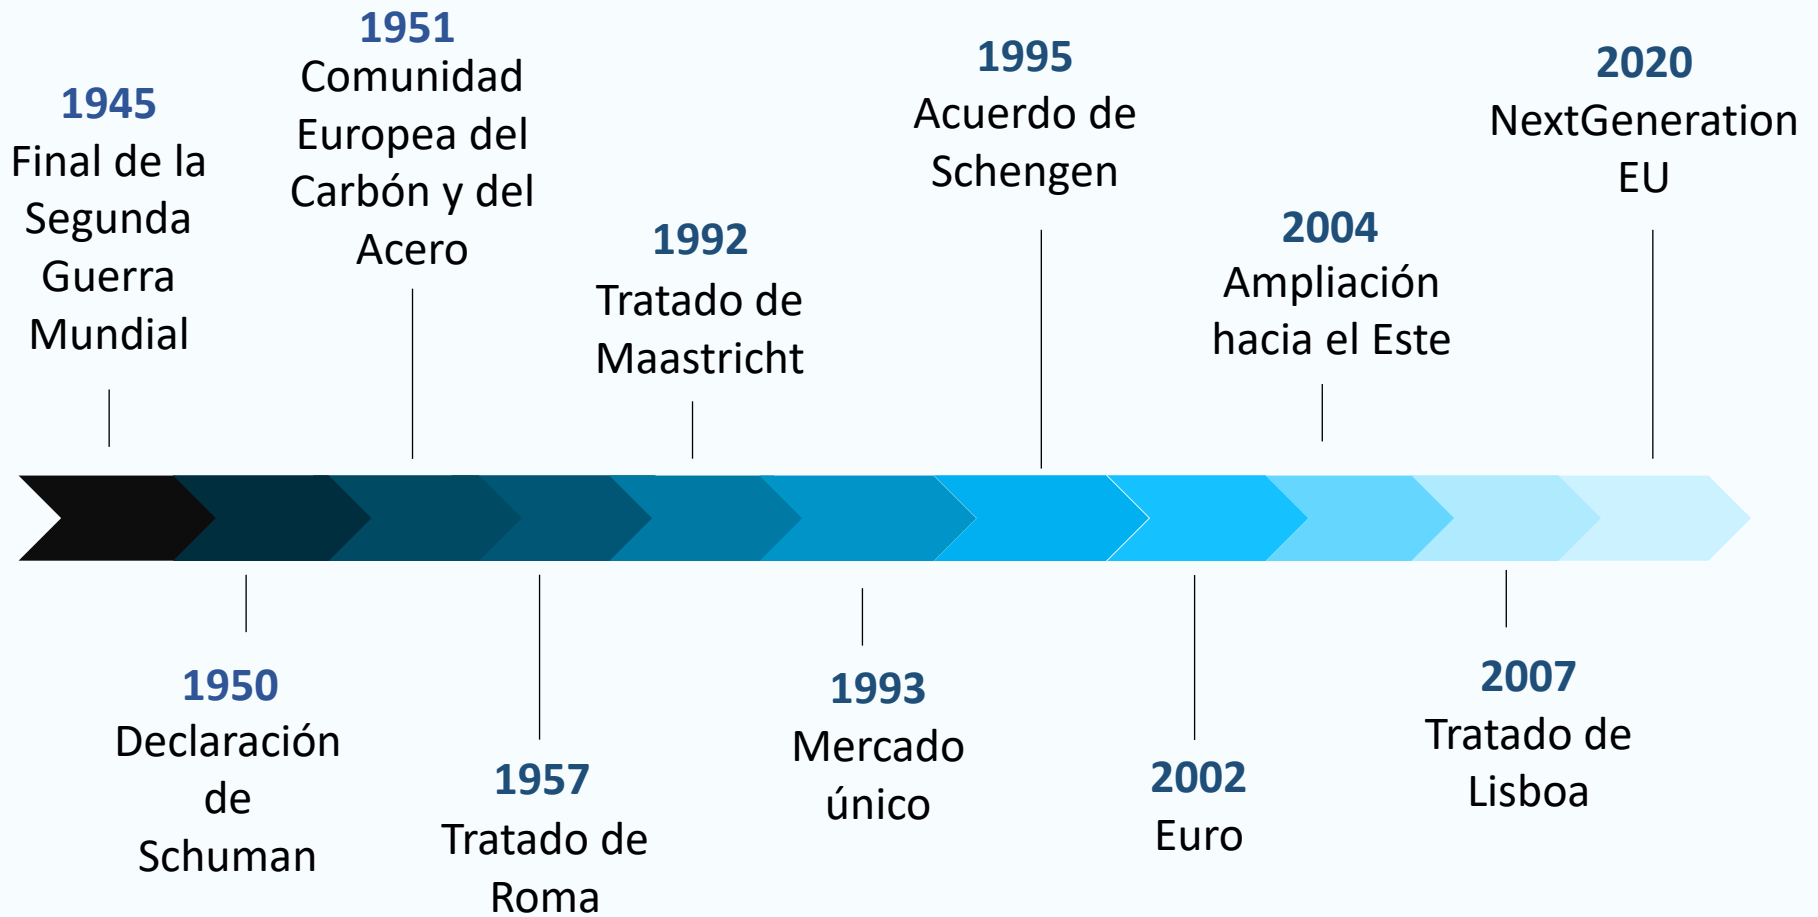 1945
Final de la
Segunda
Guerra
Mundial
1950
Declaración
de
Schuman
1951
Comunidad
Europea del
Carbón y del
Acero
1957
Tratado de
Roma
1992
Tratado de
Maastricht
1993
Mercado
único
1995
Acuerdo de
Schengen
2002
Euro
2004
Ampliación
hacia el Este
2007
Tratado de
Lisboa
2020
NextGeneration
EU